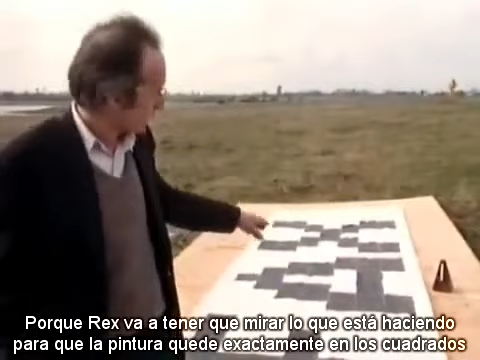 Porque Rex va a tener que mirar lo que está haciendo
para que la pintura quede exactamente en los cuadrados